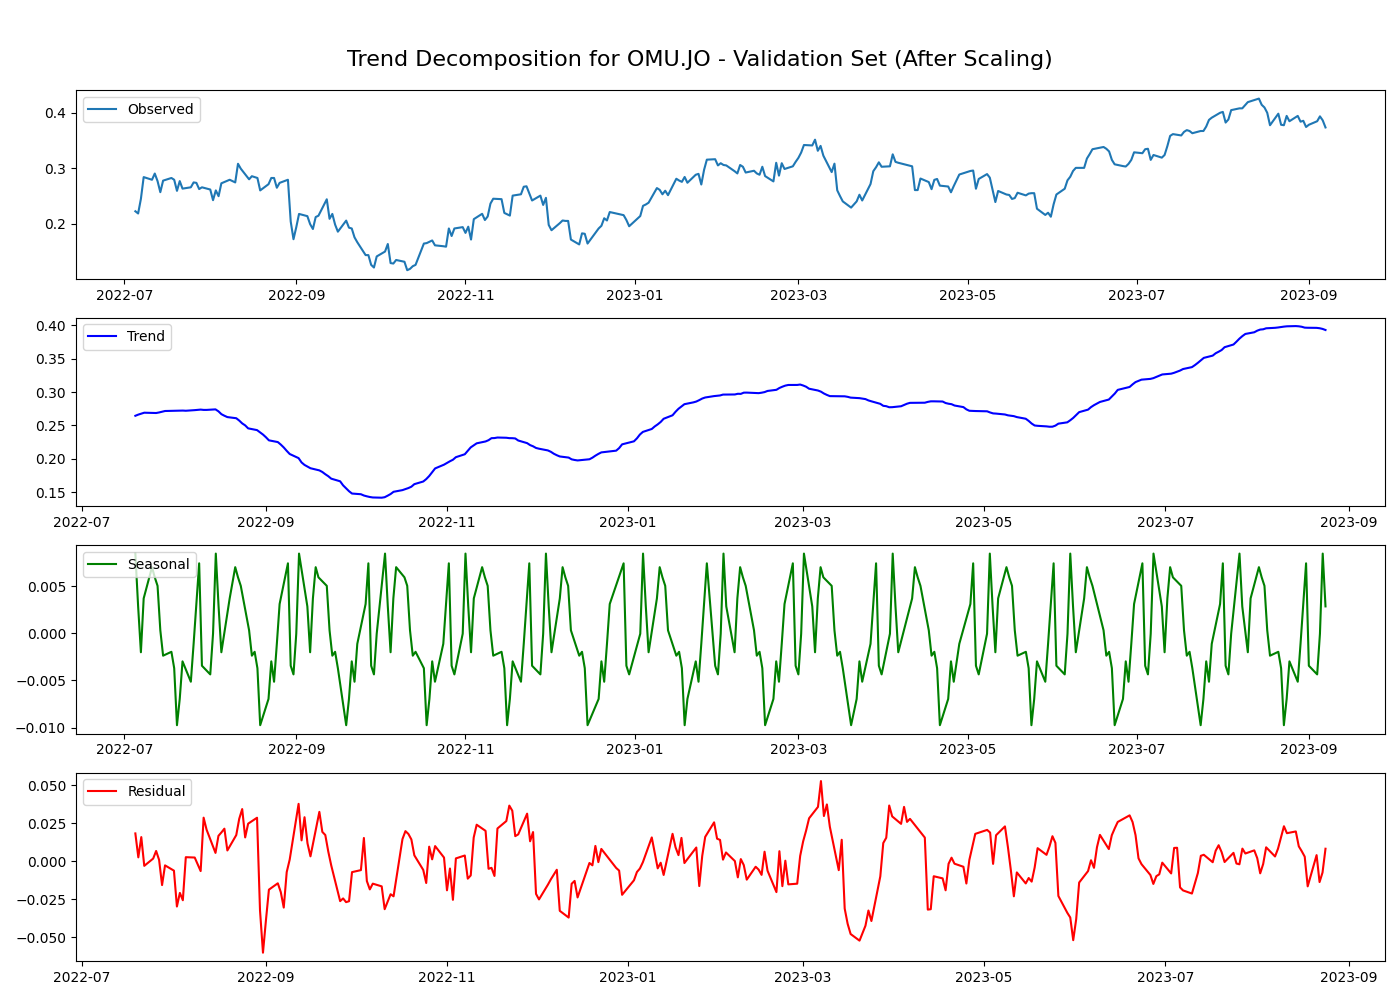 Trend Decomposition for OMU.JO - Validation Set (After Scaling)
Observed
0.4
0.3
0.2
2022-07 2022-09 2022-11 2023-01 2023-03 2023-05 2023-07 2023-09
Trend
0.40
0.35
0.30
0.25
0.20
0.15
2022-07 2022-09 2022-11 2023-01 2023-03 2023-05 2023-07 2023-09
Seasonal
0.005
0.000
−0.005
−0.010
2022-07 2022-09 2022-11 2023-01 2023-03 2023-05 2023-07 2023-09
Residual
0.050
0.025
0.000
−0.025
−0.050
2022-07 2022-09 2022-11 2023-01 2023-03 2023-05 2023-07 2023-09